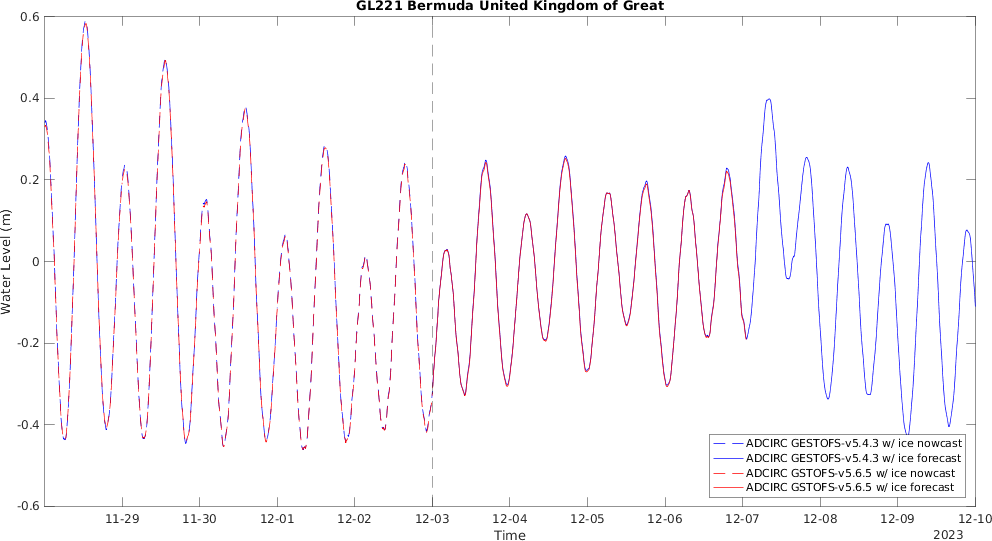 GL221 Bermuda United Kingdom of Great
0.6
0.4
0.2
0
-0.2
-0.4
-0.6
Water Level (m)
11-29
11-30
12-01
12-02
12-03
12-04
12-05
12-06
12-07
12-08
12-09
12-10
Time
2023
ADCIRC GESTOFS-v5.4.3 w/ ice nowcast
ADCIRC GESTOFS-v5.4.3 w/ ice forecast
ADCIRC GSTOFS-v5.6.5 w/ ice nowcast
ADCIRC GSTOFS-v5.6.5 w/ ice forecast